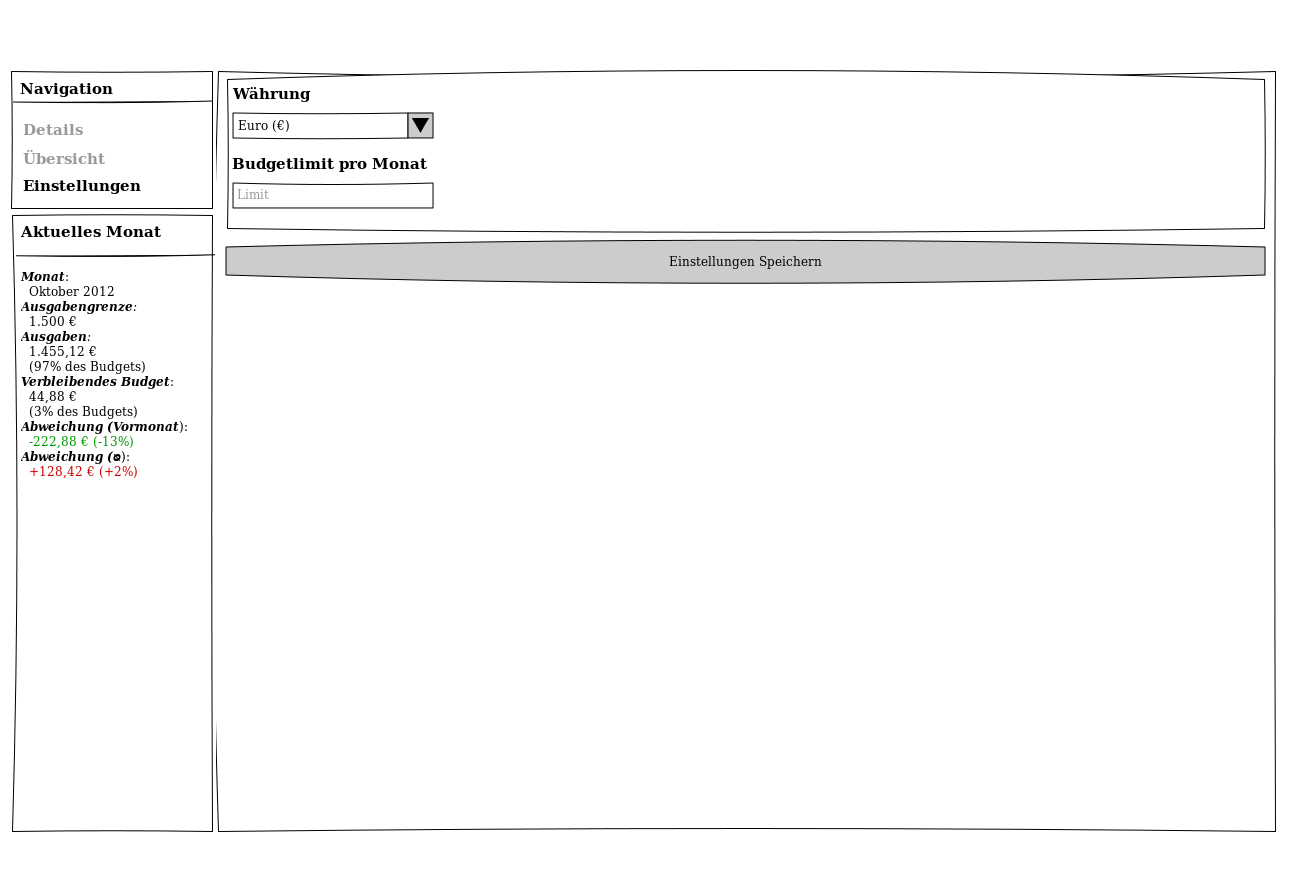 Navigation
Details
Übersicht
Einstellungen
Aktuelles Monat
Monat:
Oktober 2012
Ausgabengrenze:
1.500 €
Ausgaben:
1.455,12 €
(97% des Budgets)
Verbleibendes Budget:
44,88 €
(3% des Budgets)
Abweichung (Vormonat):
-222,88 € (-13%)
Abweichung (⌀):
+128,42 € (+2%)
Währung
Euro (€)
Budgetlimit pro Monat
Limit
Einstellungen Speichern